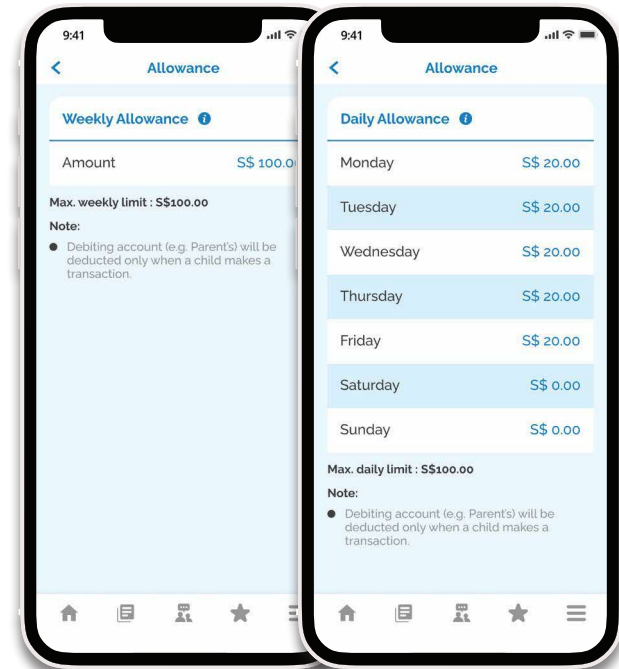 9:41
Allowance
Weekly Allowance i
Amount S$ 100.0
Max. weekly limit : S$100.00
Note:
Debiting account (e.g. Parent's) will be
deducted only when a child makes a
transaction.
9:41
Allowance
Daily Allowance i
Monday S$ 20.00
Tuesday S$ 20.00
Wednesday S$ 20.00
Thursday S$ 20.00
Friday S$ 20.00
Saturday S$ 0.00
Sunday S$ 0.00
Max. daily limit : S$100.00
Note:
Debiting account (e.g. Parent's) will be
deducted only when a child makes a
transaction.